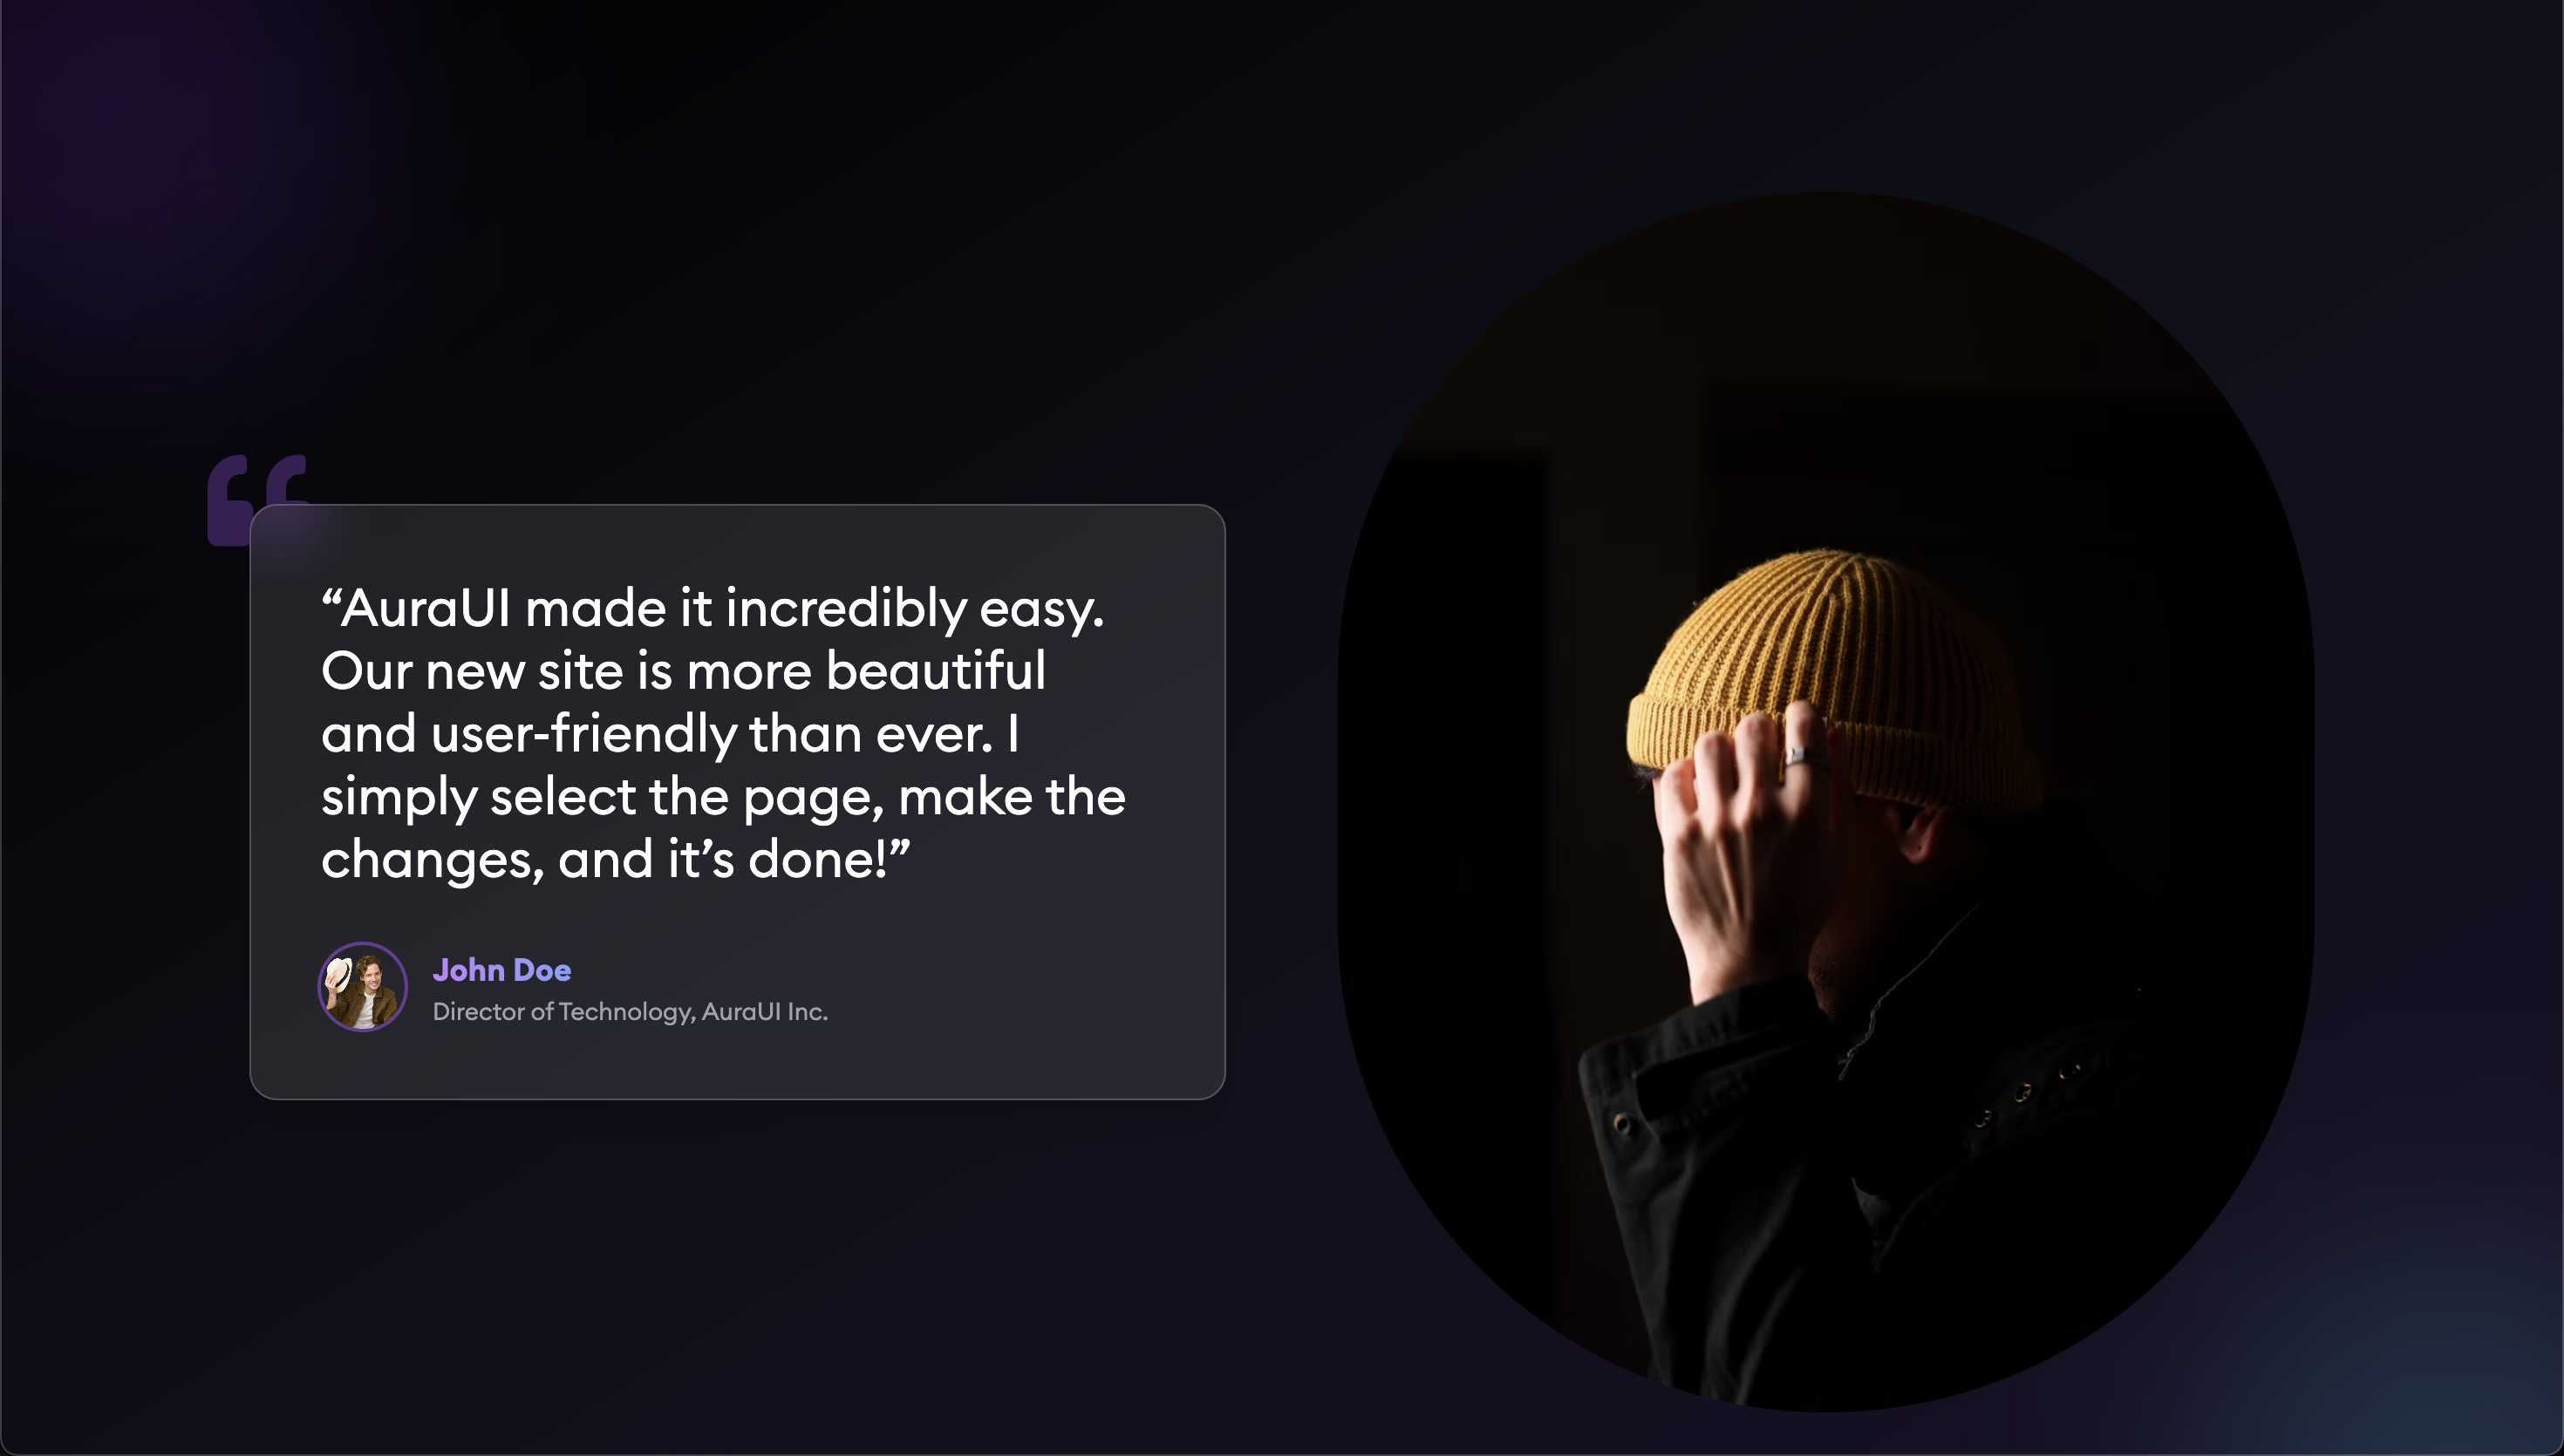 “AuraUI made it incredibly easy.
Our new site is more beautiful
and user-friendly than ever. I
simply select the page, make the
changes, and it’s done!”
John Doe
Director of Technology, AuraUI Inc.